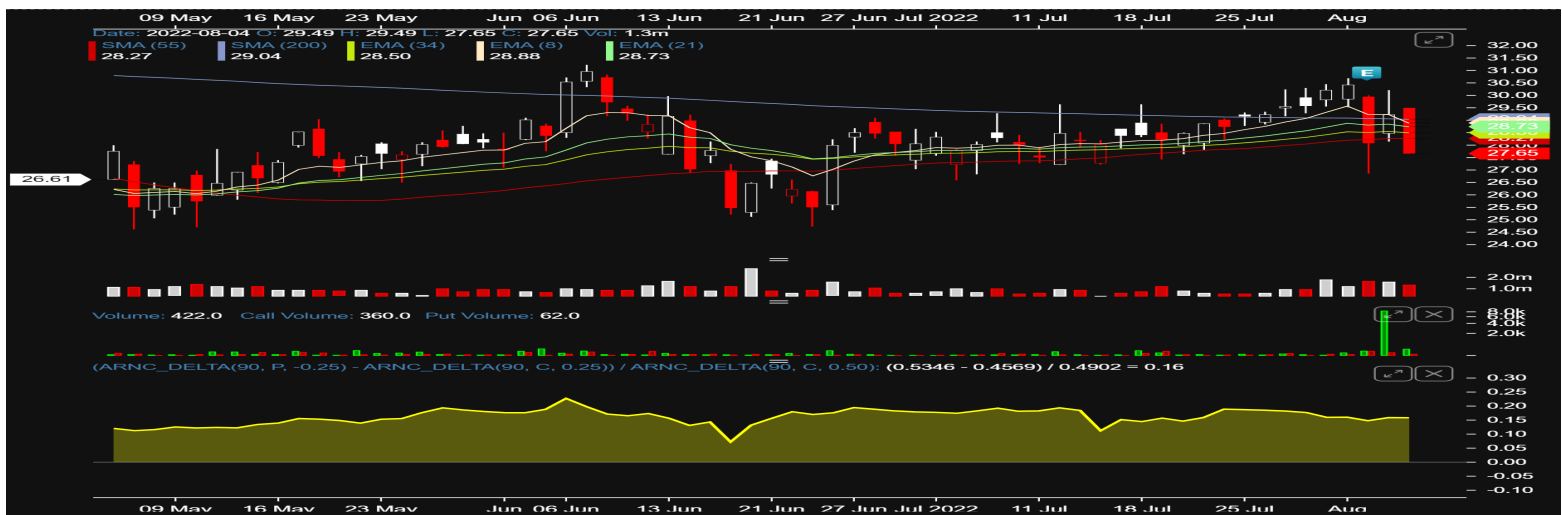 09 May 16 May 23 May Jun 06 Jun 13 Jun 21 Jun 27 Jun Jul 2022 11 Jul 18 Jul 25 Jul Aug
Date: 2022-08-04 O: 29.49 H: 29.49 L: 27.65 C: 27.65 Vol: 1.3m
SMA (55) SMA (200) EMA (34) EMA (8) EMA (21)
28.27 29.04 28.50 28.88 28.73
E
32.00
31.50
31.00
30.50
30.00
29.50
28.73
27.65
27.00
26.50
26.00
25.50
25.00
24.50
24.00
26.61
2.0m
1.0m
Volume: 422.0 Call Volume: 360.0 Put Volume: 62.0
8.0k
4.0k
2.0k
(ARNC_DELTA(90, P, -0.25) - ARNC_DELTA(90, C, 0.25)) / ARNC_DELTA(90, C, 0.50): (0.5346 - 0.4569) / 0.4902 = 0.16
0.30
0.25
0.20
0.15
0.10
0.05
0.00
-0.05
-0.10
09 May 16 May 23 May Jun 06 Jun 13 Jun 21 Jun 27 Jun Jul 2022 11 Jul 18 Jul 25 Jul Aug